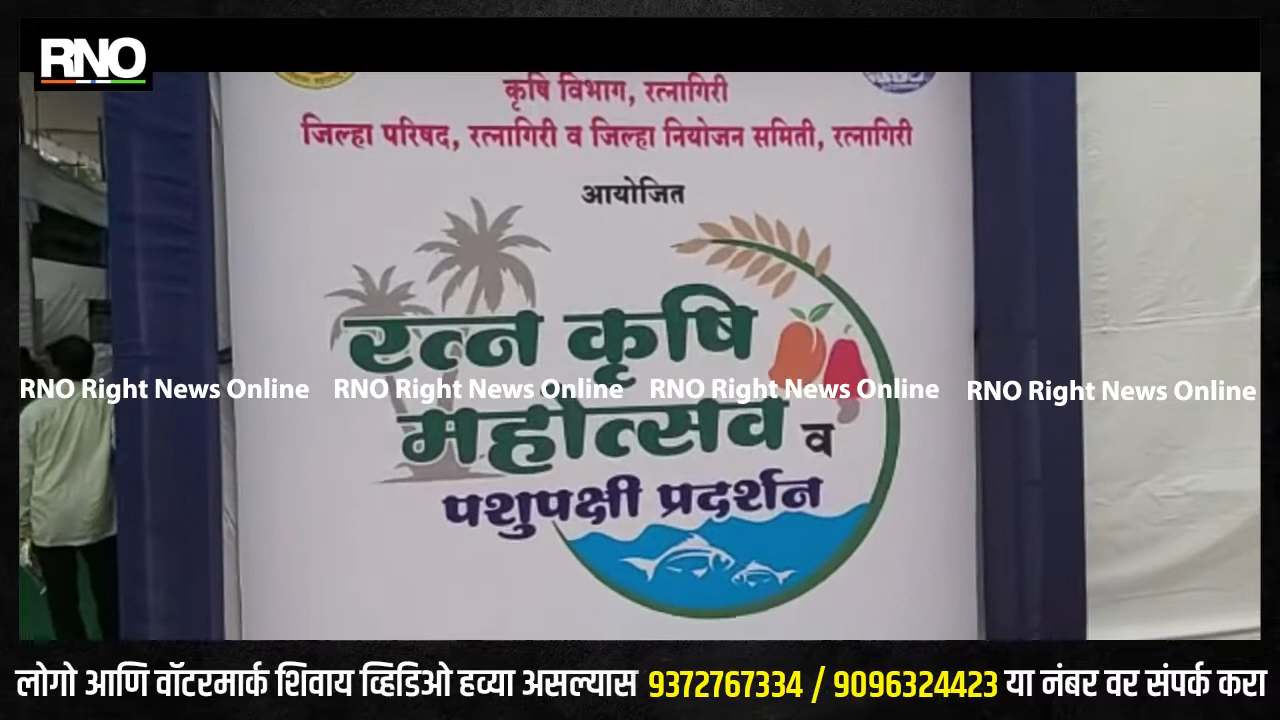 RNO
कृषि विभाग, रत्नागिरी
जिल्हा परिषद, रत्नागिरी व जिल्हा नियोजन समिती, रत्नागिरी
आयोजित
रत्न कृषि
RNO Right News Online RNO Right News Online RNO Right News Online RNO Right News Online
महोत्सव व
पशुपक्षी प्रदर्शन
लोगो आणि वॉटरमार्क शिवाय व्हिडिओ हव्या असल्यास 9372767334 / 9096324423 या नंबर वर संपर्क करा